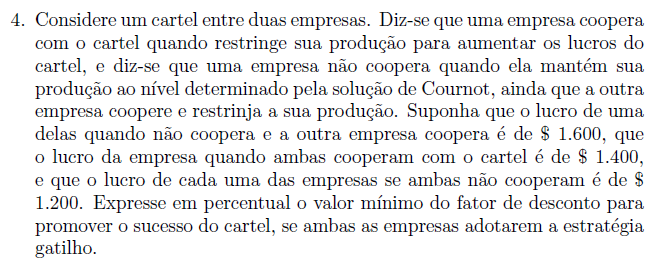 4. Considere um cartel entre duas empresas. Diz-se que uma empresa coopera
com o cartel quando restringe sua produção para aumentar os lucros do
cartel, e diz-se que uma empresa não coopera quando ela mantém sua
produção ao nível determinado pela solução de Cournot, ainda que a outra
empresa coopere e restrinja a sua produção. Suponha que o lucro de uma
delas quando não coopera e a outra empresa coopera é de $ 1.600, que
o lucro da empresa quando ambas cooperam com o cartel é de $ 1.400,
e que o lucro de cada uma das empresas se ambas não cooperam é de $
1.200. Expresse em percentual o valor mínimo do fator de desconto para
promover o sucesso do cartel, se ambas as empresas adotarem a estratégia
gatilho.